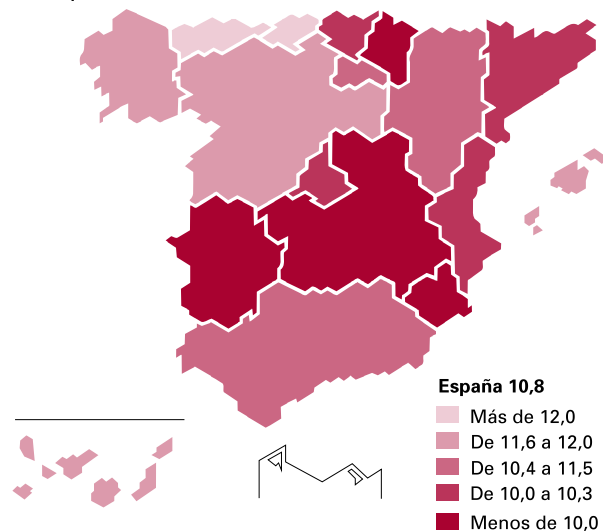 España 10,8
Más de 12,0
De 11,6 a 12,0
De 10,4 a 11,5
De 10,0 a 10,3
Menos de 10,0